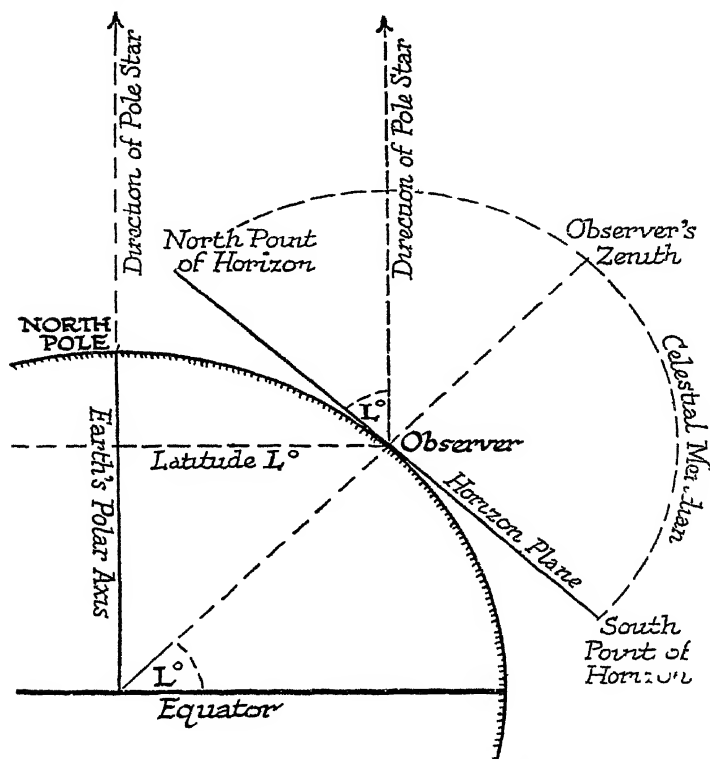 Direction of Pole Star
Direction of Pole Star
North Point
of Horizon
Observer's
Zenith
NORTH
POLE
Celestial
L°
Observer
Earth's Polar Axis
Latitude L°
Horizon Plane
South
Point of
L°
Equator